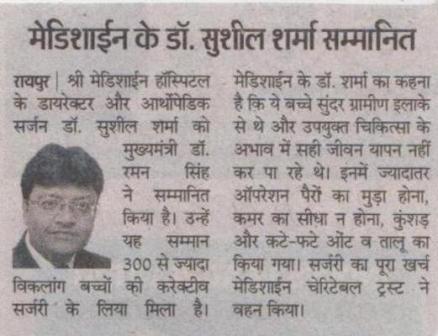 मेडिशाईन के डॉ. सुशील शर्मा सम्मानित
रायपुर | श्री मेडिशाईन हॉस्पिटल
के डायरेक्टर और आर्थोपेडिक
सर्जन डॉ. सुशील शर्मा को
मुख्यमंत्री डॉ.
रमन सिंह
ने सम्मानित
किया है। उन्हें
यह सम्मान
300 से ज्यादा
विकलांग बच्चों की करेक्टीव
सर्जरी के लिया मिला है।
मेडिशाईन के डॉ. शर्मा का कहना
है कि ये बच्चे सुंदर ग्रामीण इलाके
से थे और उपयुक्त चिकित्सा के
अभाव में सही जीवन यापन नहीं
कर पा रहे थे। इनमें ज्यादातर
ऑपरेशन पैरों का मुड़ा होना,
कमर का सीधा न होना, कुंशड़
और कटे-फटे ओंट व तालू का
किया गया। सर्जरी का पूरा खर्च
मेडिशाईन चेरिटेबल ट्रस्ट ने
वहन किया।